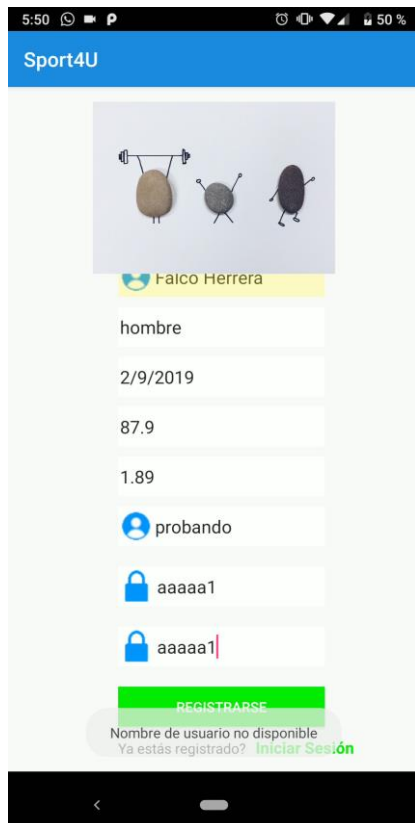 5:50 50 %
Sport4U
Falco Herrera
hombre
2/9/2019
87.9
1.89
probando
aaaaa1
aaaaa1
REGISTRARSE
Nombre de usuario no disponible
Ya estás registrado? Iniciar Sesión